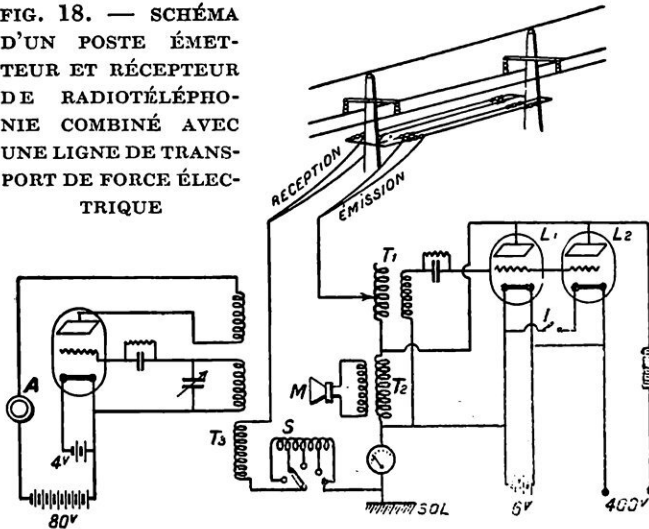 FIG. 18. — SCHÉMA
D'UN POSTE ÉMET-
TEUR ET RÉCEPTEUR
DE RADIOTÉLÉPHO-
NIE COMBINÉ AVEC
UNE LIGNE DE TRANS-
PORT DE FORCE ÉLEC-
TRIQUE
RECEPTION
ÉMISSION
T1
L1
L2
I
A
M
T2
T3
S
4v
80v
SOL
6v
400v